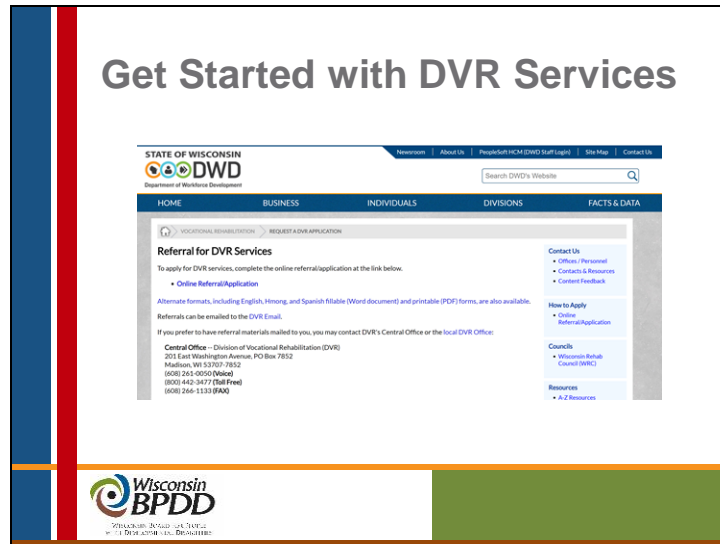 Get Started with DVR Services
STATE OF WISCONSIN
DWD
Department of Workforce Development
Newsroom | About Us | PeopleSoft HCM (DWD Staff Login) | Site Map | Contact Us
Search DWD's Website
HOME BUSINESS INDIVIDUALS DIVISIONS FACTS & DATA
VOCATIONAL REHABILITATION REQUEST A DVR APPLICATION
Referral for DVR Services
To apply for DVR services, complete the online referral/application at the link below.
• Online Referral/Application
Alternate formats, including English, Hmong, and Spanish fillable (Word document) and printable (PDF) forms, are also available.
Referrals can be emailed to the DVR Email.
If you prefer to have referral materials mailed to you, you may contact DVR's Central Office or the local DVR Office:
Central Office -- Division of Vocational Rehabilitation (DVR)
201 East Washington Avenue, PO Box 7852
Madison, WI 53707-7852
(608) 261-0050 (Voice)
(800) 442-3477 (Toll Free)
(608) 266-1133 (FAX)
Contact Us
• Offices / Personnel
• Contacts & Resources
• Content Feedback
How to Apply
• Online
Referral/Application
Councils
• Wisconsin Rehab
Council (WRC)
Resources
• A-Z Resources
Wisconsin
BPDD
Wisconsin Board for People
with Developmental Disabilities